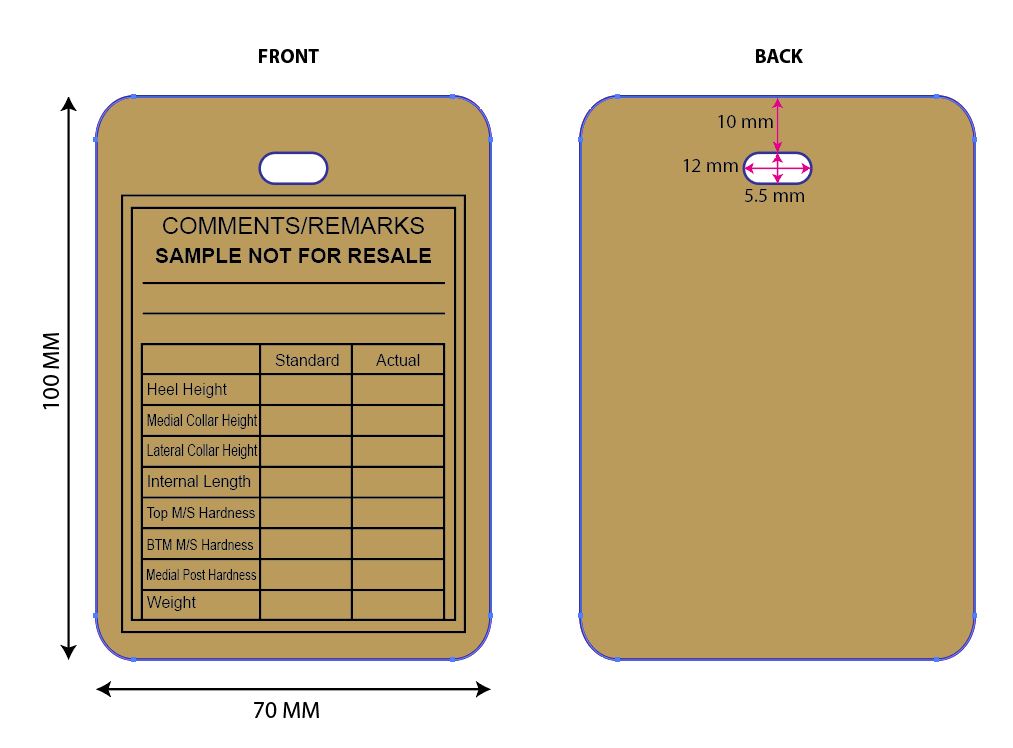 FRONT
BACK
10 mm
12 mm
5.5 mm
COMMENTS/REMARKS
SAMPLE NOT FOR RESALE
Standard Actual
Heel Height
Medial Collar Height
Lateral Collar Height
Internal Length
Top M/S Hardness
BTM M/S Hardness
Medial Post Hardness
Weight
100 MM
70 MM